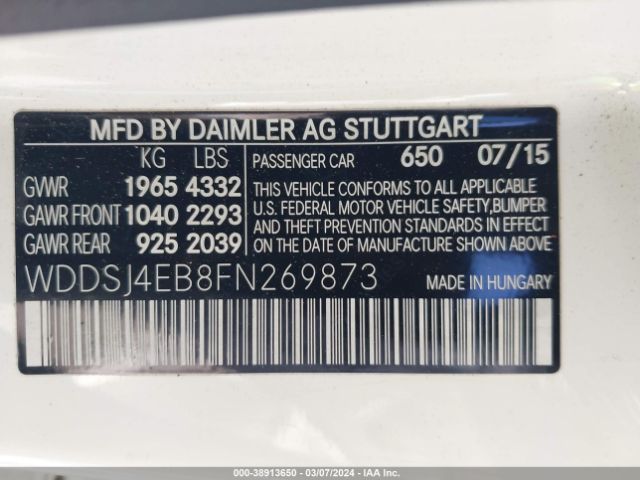 MFD BY DAIMLER AG STUTTGART
KG LBS
GVWR 1965 4332
GAWR FRONT 1040 2293
GAWR REAR 925 2039
PASSENGER CAR 650 07/15
THIS VEHICLE CONFORMS TO ALL APPLICABLE
U.S. FEDERAL MOTOR VEHICLE SAFETY,BUMPER
AND THEFT PREVENTION STANDARDS IN EFFECT
ON THE DATE OF MANUFACTURE SHOWN ABOVE.
WDDSJ4EB8FN269873
MADE IN HUNGARY
000-38913650 - 03/07/2024 - IAA Inc.